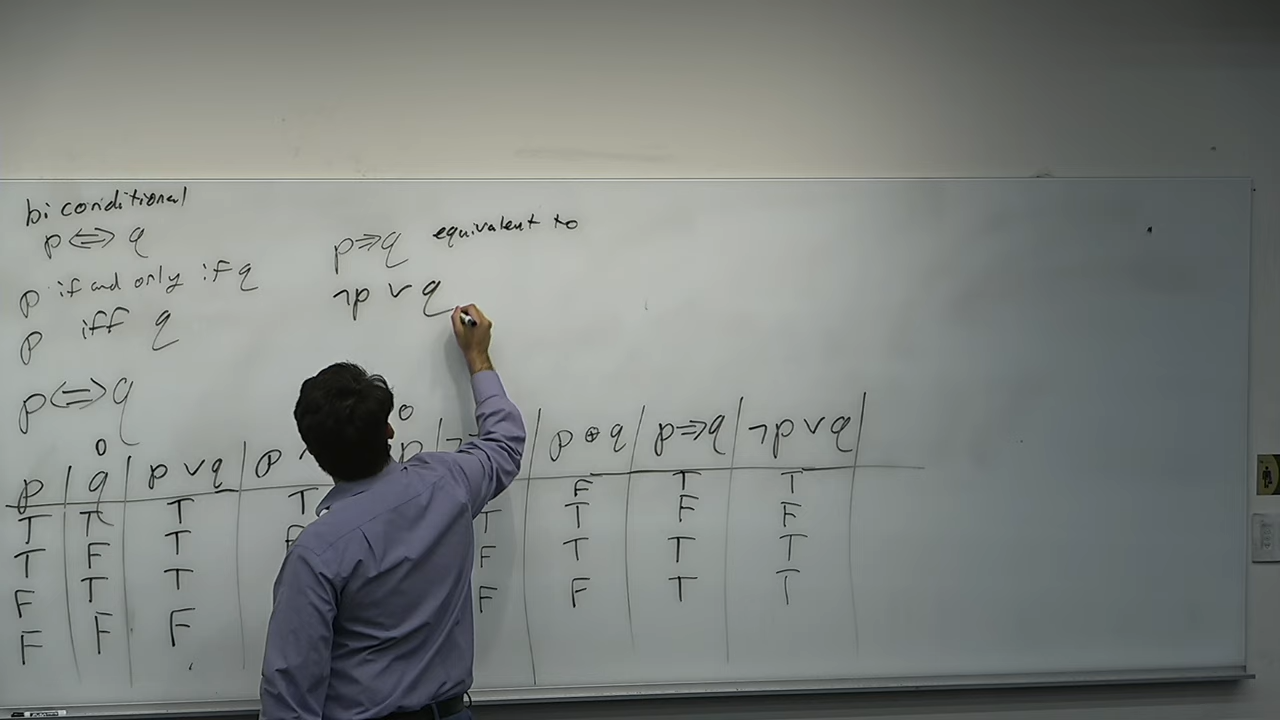 bi conditional
p ⇔ q
p if and only if q
p iff q
p ⇔ q
p ⇒ q equivalent to
¬p ∨ q
p q p ∨ q p p ⊕ q p ⇒ q ¬p ∨ q
T T T T T F T T
T F T F T F F
F T T F T T T
F F F F F T T